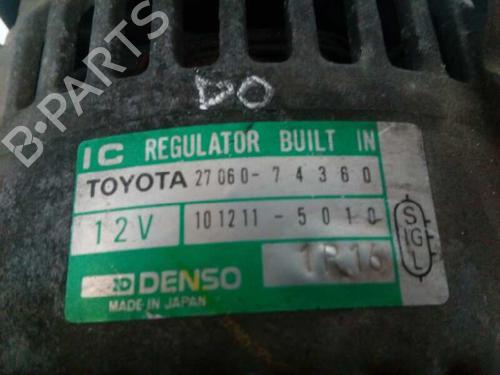 B-PARTS
DO
IC REGULATOR BUILT IN
TOYOTA 27060-74360
12V 101211-5010
S
IG
L
DENSO 1R16
MADE IN JAPAN